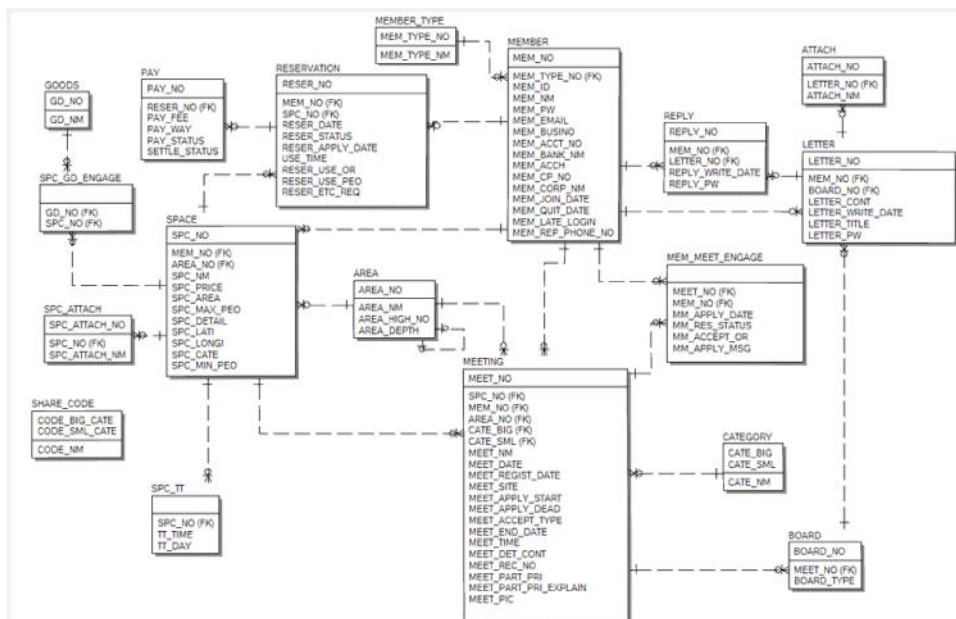 MEMBER_TYPE
MEM_TYPE_NO
MEM_TYPE_NM
MEMBER
MEM_NO
MEM_TYPE_NO (FK)
MEM_ID
MEM_NM
MEM_PW
MEM_EMAIL
MEM_BUSINO
MEM_ACCT_NO
MEM_BANK_NM
MEM_ACCH
MEM_CP_NO
MEM_CORP_NM
MEM_JOIN_DATE
MEM_QUIT_DATE
MEM_LATE_LOGIN
MEM_REP_PHONE_NO
ATTACH
ATTACH_NO
LETTER_NO (FK)
ATTACH_NM
GOODS
GD_NO
GD_NM
PAY
PAY_NO
RESER_NO (FK)
PAY_FEE
PAY_WAY
PAY_STATUS
SETTLE_STATUS
RESERVATION
RESER_NO
MEM_NO (FK)
SPC_NO (FK)
RESER_DATE
RESER_STATUS
RESER_APPLY_DATE
USE_TIME
RESER_USE_OR
RESER_USE_PEO
RESER_ETC_REQ
REPLY
REPLY_NO
MEM_NO (FK)
LETTER_NO (FK)
REPLY_WRITE_DATE
REPLY_PW
LETTER
LETTER_NO
MEM_NO (FK)
BOARD_NO (FK)
LETTER_CONT
LETTER_WRITE_DATE
LETTER_TITLE
LETTER_PW
SPC_GD_ENGAGE
GD_NO (FK)
SPC_NO (FK)
SPACE
SPC_NO
MEM_NO (FK)
AREA_NO (FK)
SPC_NM
SPC_PRICE
SPC_AREA
SPC_MAX_PEO
SPC_DETAIL
SPC_LATI
SPC_LONGI
SPC_CATE
SPC_MIN_PEO
AREA
AREA_NO
AREA_NM
AREA_HIGH_NO
AREA_DEPTH
MEM_MEET_ENGAGE
MEET_NO (FK)
MEM_NO (FK)
MM_APPLY_DATE
MM_RES_STATUS
MM_ACCEPT_OR
MM_APPLY_MSG
SPC_ATTACH
SPC_ATTACH_NO
SPC_NO (FK)
SPC_ATTACH_NM
MEETING
MEET_NO
SPC_NO (FK)
MEM_NO (FK)
AREA_NO (FK)
CATE_BIG (FK)
CATE_SML (FK)
MEET_NM
MEET_DATE
MEET_REGIST_DATE
MEET_SITE
MEET_APPLY_START
MEET_APPLY_DEAD
MEET_ACCEPT_TYPE
MEET_END_DATE
MEET_TIME
MEET_DET_CONT
MEET_REC_NO
MEET_PART_PRI
MEET_PART_PRI_EXPLAIN
MEET_PIC
SHARE_CODE
CODE_BIG_CATE
CODE_SML_CATE
CODE_NM
CATEGORY
CATE_BIG
CATE_SML
CATE_NM
SPC_TT
SPC_NO (FK)
TT_TIME
TT_DAY
BOARD
BOARD_NO
MEET_NO (FK)
BOARD_TYPE